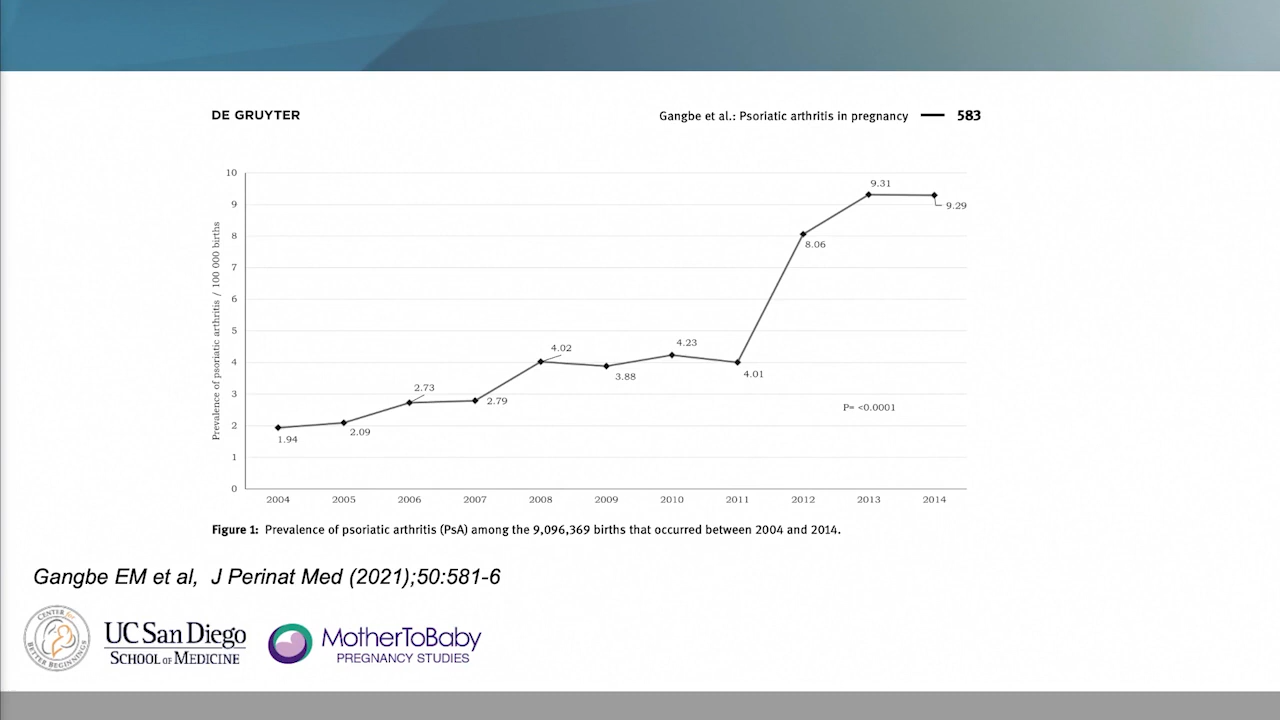 DE GRUYTER
Gangbe et al.: Psoriatic arthritis in pregnancy — 583
Prevalence of psoriatic arthritis / 100 000 births
10
9
8
7
6
5
4
3
2
1
0
1.94
2.09
2.73
2.79
4.02
3.88
4.23
4.01
8.06
9.31
9.29
P= <0.0001
2004 2005 2006 2007 2008 2009 2010 2011 2012 2013 2014
Figure 1: Prevalence of psoriatic arthritis (PsA) among the 9,096,369 births that occurred between 2004 and 2014.
Gangbe EM et al, J Perinat Med (2021);50:581-6
CENTER for
BETTER BEGINNINGS
UC San Diego
SCHOOL OF MEDICINE
MotherToBaby
PREGNANCY STUDIES